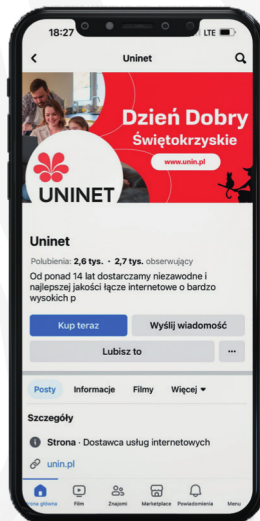 18:27
LTE
Uninet
Dzień Dobry
Świętokrzyskie
www.unin.pl
UNINET
Uninet
Polubienia: 2,6 tys. · 2,7 tys. obserwujący
Od ponad 14 lat dostarczamy niezawodne i
najlepszej jakości łącze internetowe o bardzo
wysokich p
Kup teraz
Wyślij wiadomość
Lubisz to
Posty Informacje Filmy Więcej
Szczegóły
Strona · Dostawca usług internetowych
unin.pl
główna Film Znajomi Marketplace Powiadomienia Menu